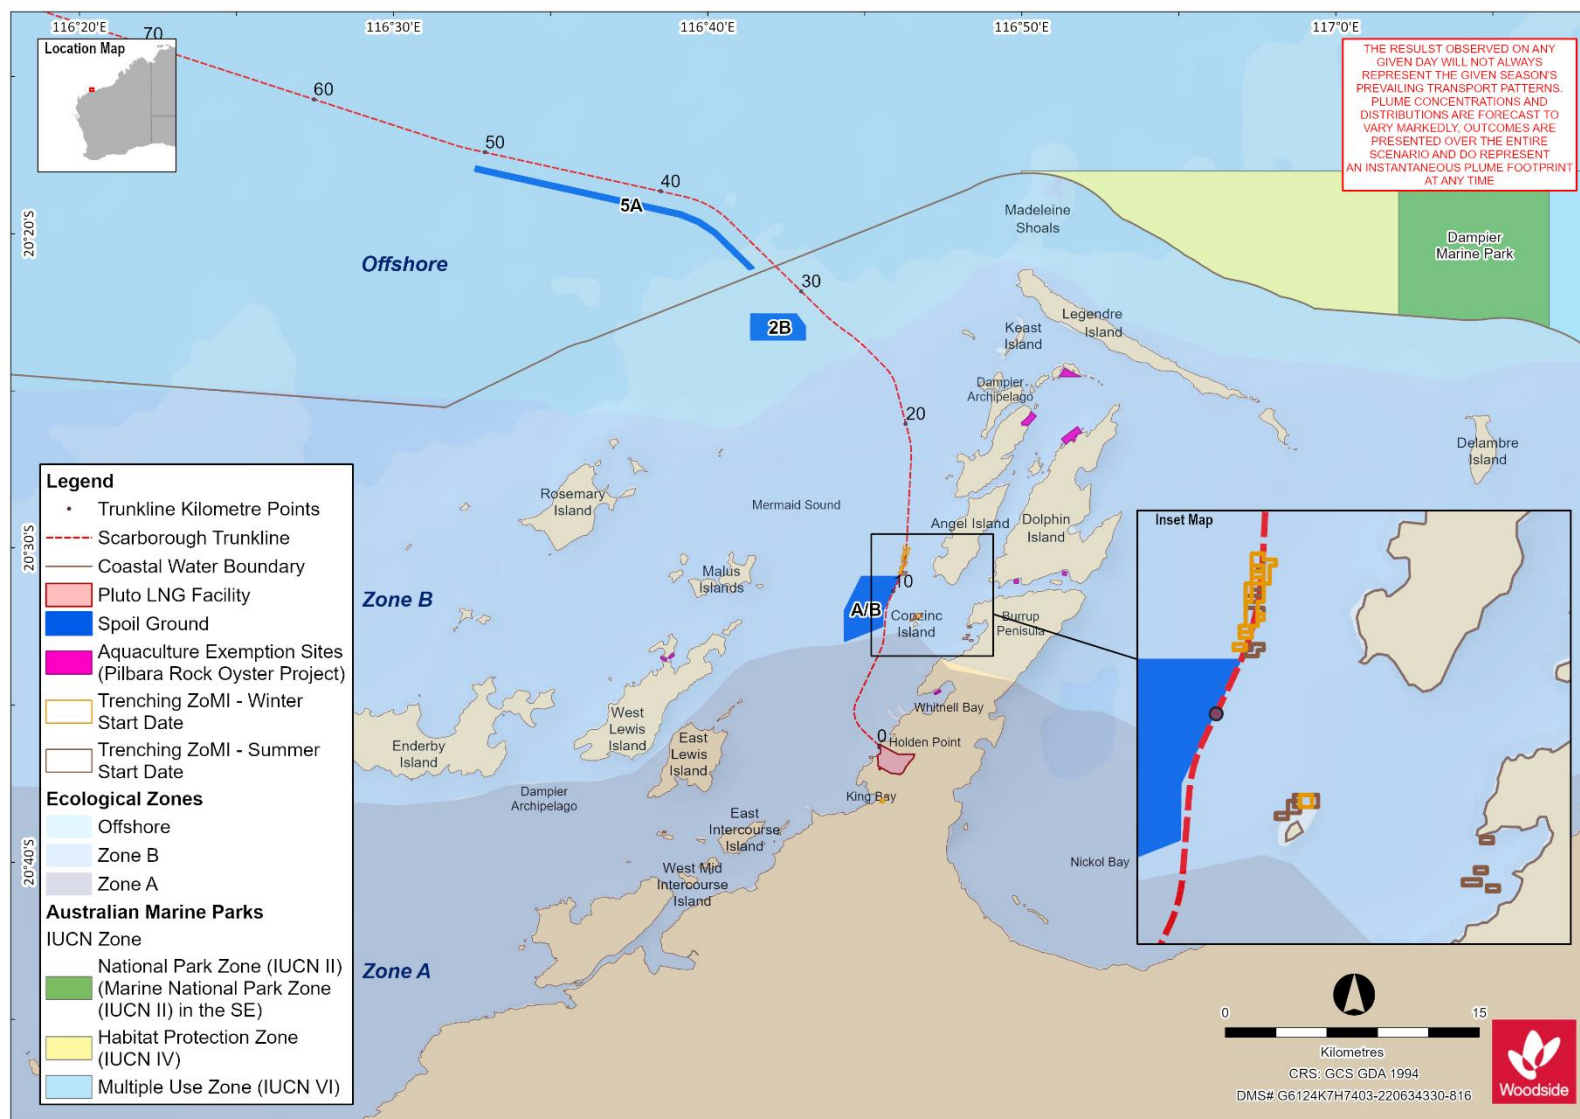 116°20'E
116°30'E
116°40'E
116°50'E
117°0'E
70
Location Map
THE RESULST OBSERVED ON ANY
GIVEN DAY WILL NOT ALWAYS
REPRESENT THE GIVEN SEASON'S
PREVAILING TRANSPORT PATTERNS.
PLUME CONCENTRATIONS AND
DISTRIBUTIONS ARE FORECAST TO
VARY MARKEDLY, OUTCOMES ARE
PRESENTED OVER THE ENTIRE
SCENARIO AND DO REPRESENT
AN INSTANTANEOUS PLUME FOOTPRINT
AT ANY TIME
60
50
40
5A
20°20'S
Madeleine
Shoals
Dampier
Marine Park
Offshore
30
2B
Legendre
Island
Keast
Island
Dampier
Archipelago
20
Delambre
Island
Rosemary
Island
Mermaid Sound
Angel Island
Dolphin
Island
20°30'S
Malus
Islands
Zone B
10
A/B
Conzinc
Island
Burrup
Penisula
West
Lewis
Island
Whitnell Bay
Enderby
Island
East
Lewis
Island
0
Holden Point
Dampier
Archipelago
King Bay
East
Intercourse
Island
20°40'S
West Mid
Intercourse
Island
Nickol Bay
Zone A
Inset Map
Legend
Trunkline Kilometre Points
Scarborough Trunkline
Coastal Water Boundary
Pluto LNG Facility
Spoil Ground
Aquaculture Exemption Sites
(Pilbara Rock Oyster Project)
Trenching ZoMI - Winter
Start Date
Trenching ZoMI - Summer
Start Date
Ecological Zones
Offshore
Zone B
Zone A
Australian Marine Parks
IUCN Zone
National Park Zone (IUCN II)
(Marine National Park Zone
(IUCN II) in the SE)
Habitat Protection Zone
(IUCN IV)
Multiple Use Zone (IUCN VI)
0
15
Kilometres
CRS: GCS GDA 1994
DMS# G6124K7H7403-220634330-816
Woodside